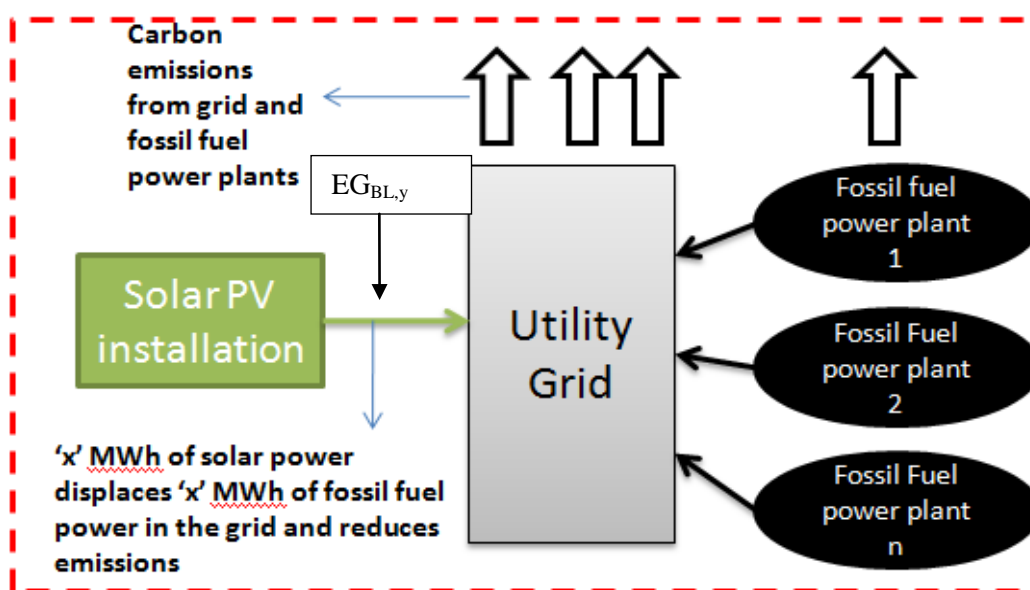 Carbon
emissions
from grid and
fossil fuel
power plants
EG_BL,y
Solar PV
installation
‘x’ MWh of solar power
displaces ‘x’ MWh of fossil fuel
power in the grid and reduces
emissions
Utility
Grid
Fossil fuel
power plant
1
Fossil Fuel
power plant
2
Fossil Fuel
power plant
n